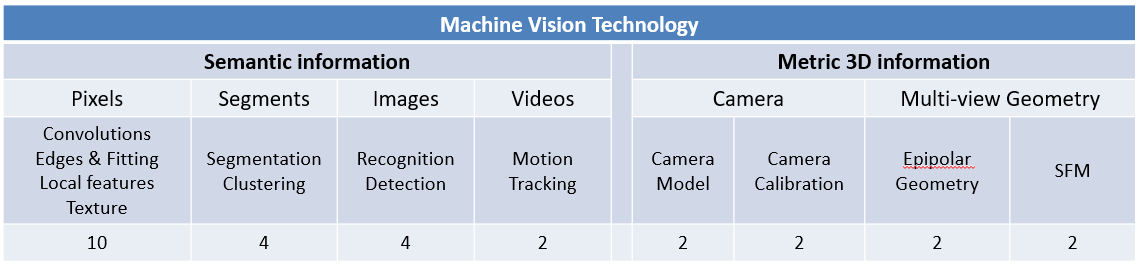 Machine Vision Technology
Semantic information
Metric 3D information
Pixels
Segments
Images
Videos
Camera
Multi-view Geometry
Convolutions
Edges & Fitting
Local features
Texture
Segmentation
Clustering
Recognition
Detection
Motion
Tracking
Camera
Model
Camera
Calibration
Epipolar
Geometry
SFM
10
4
4
2
2
2
2
2